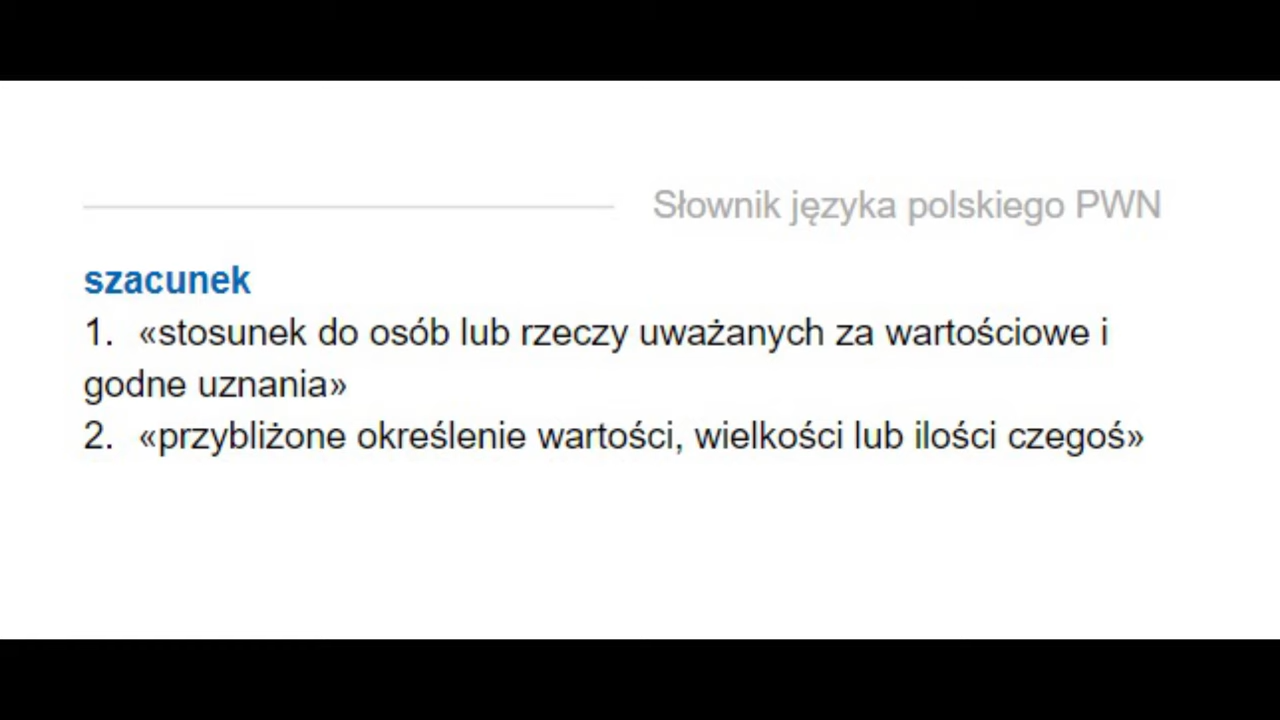 Słownik języka polskiego PWN
szacunek
1. «stosunek do osób lub rzeczy uważanych za wartościowe i
godne uznania»
2. «przybliżone określenie wartości, wielkości lub ilości czegoś»